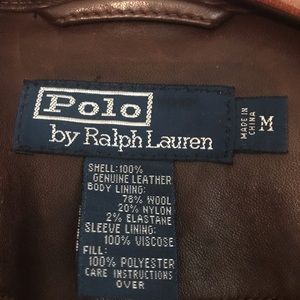 Polo
by Ralph Lauren
MADE IN
CHINA
M
SHELL:100%
GENUINE LEATHER
BODY LINING:
78% WOOL
20% NYLON
2% ELASTANE
SLEEVE LINING:
100% VISCOSE
FILL:
100% POLYESTER
CARE INSTRUCTIONS
OVER